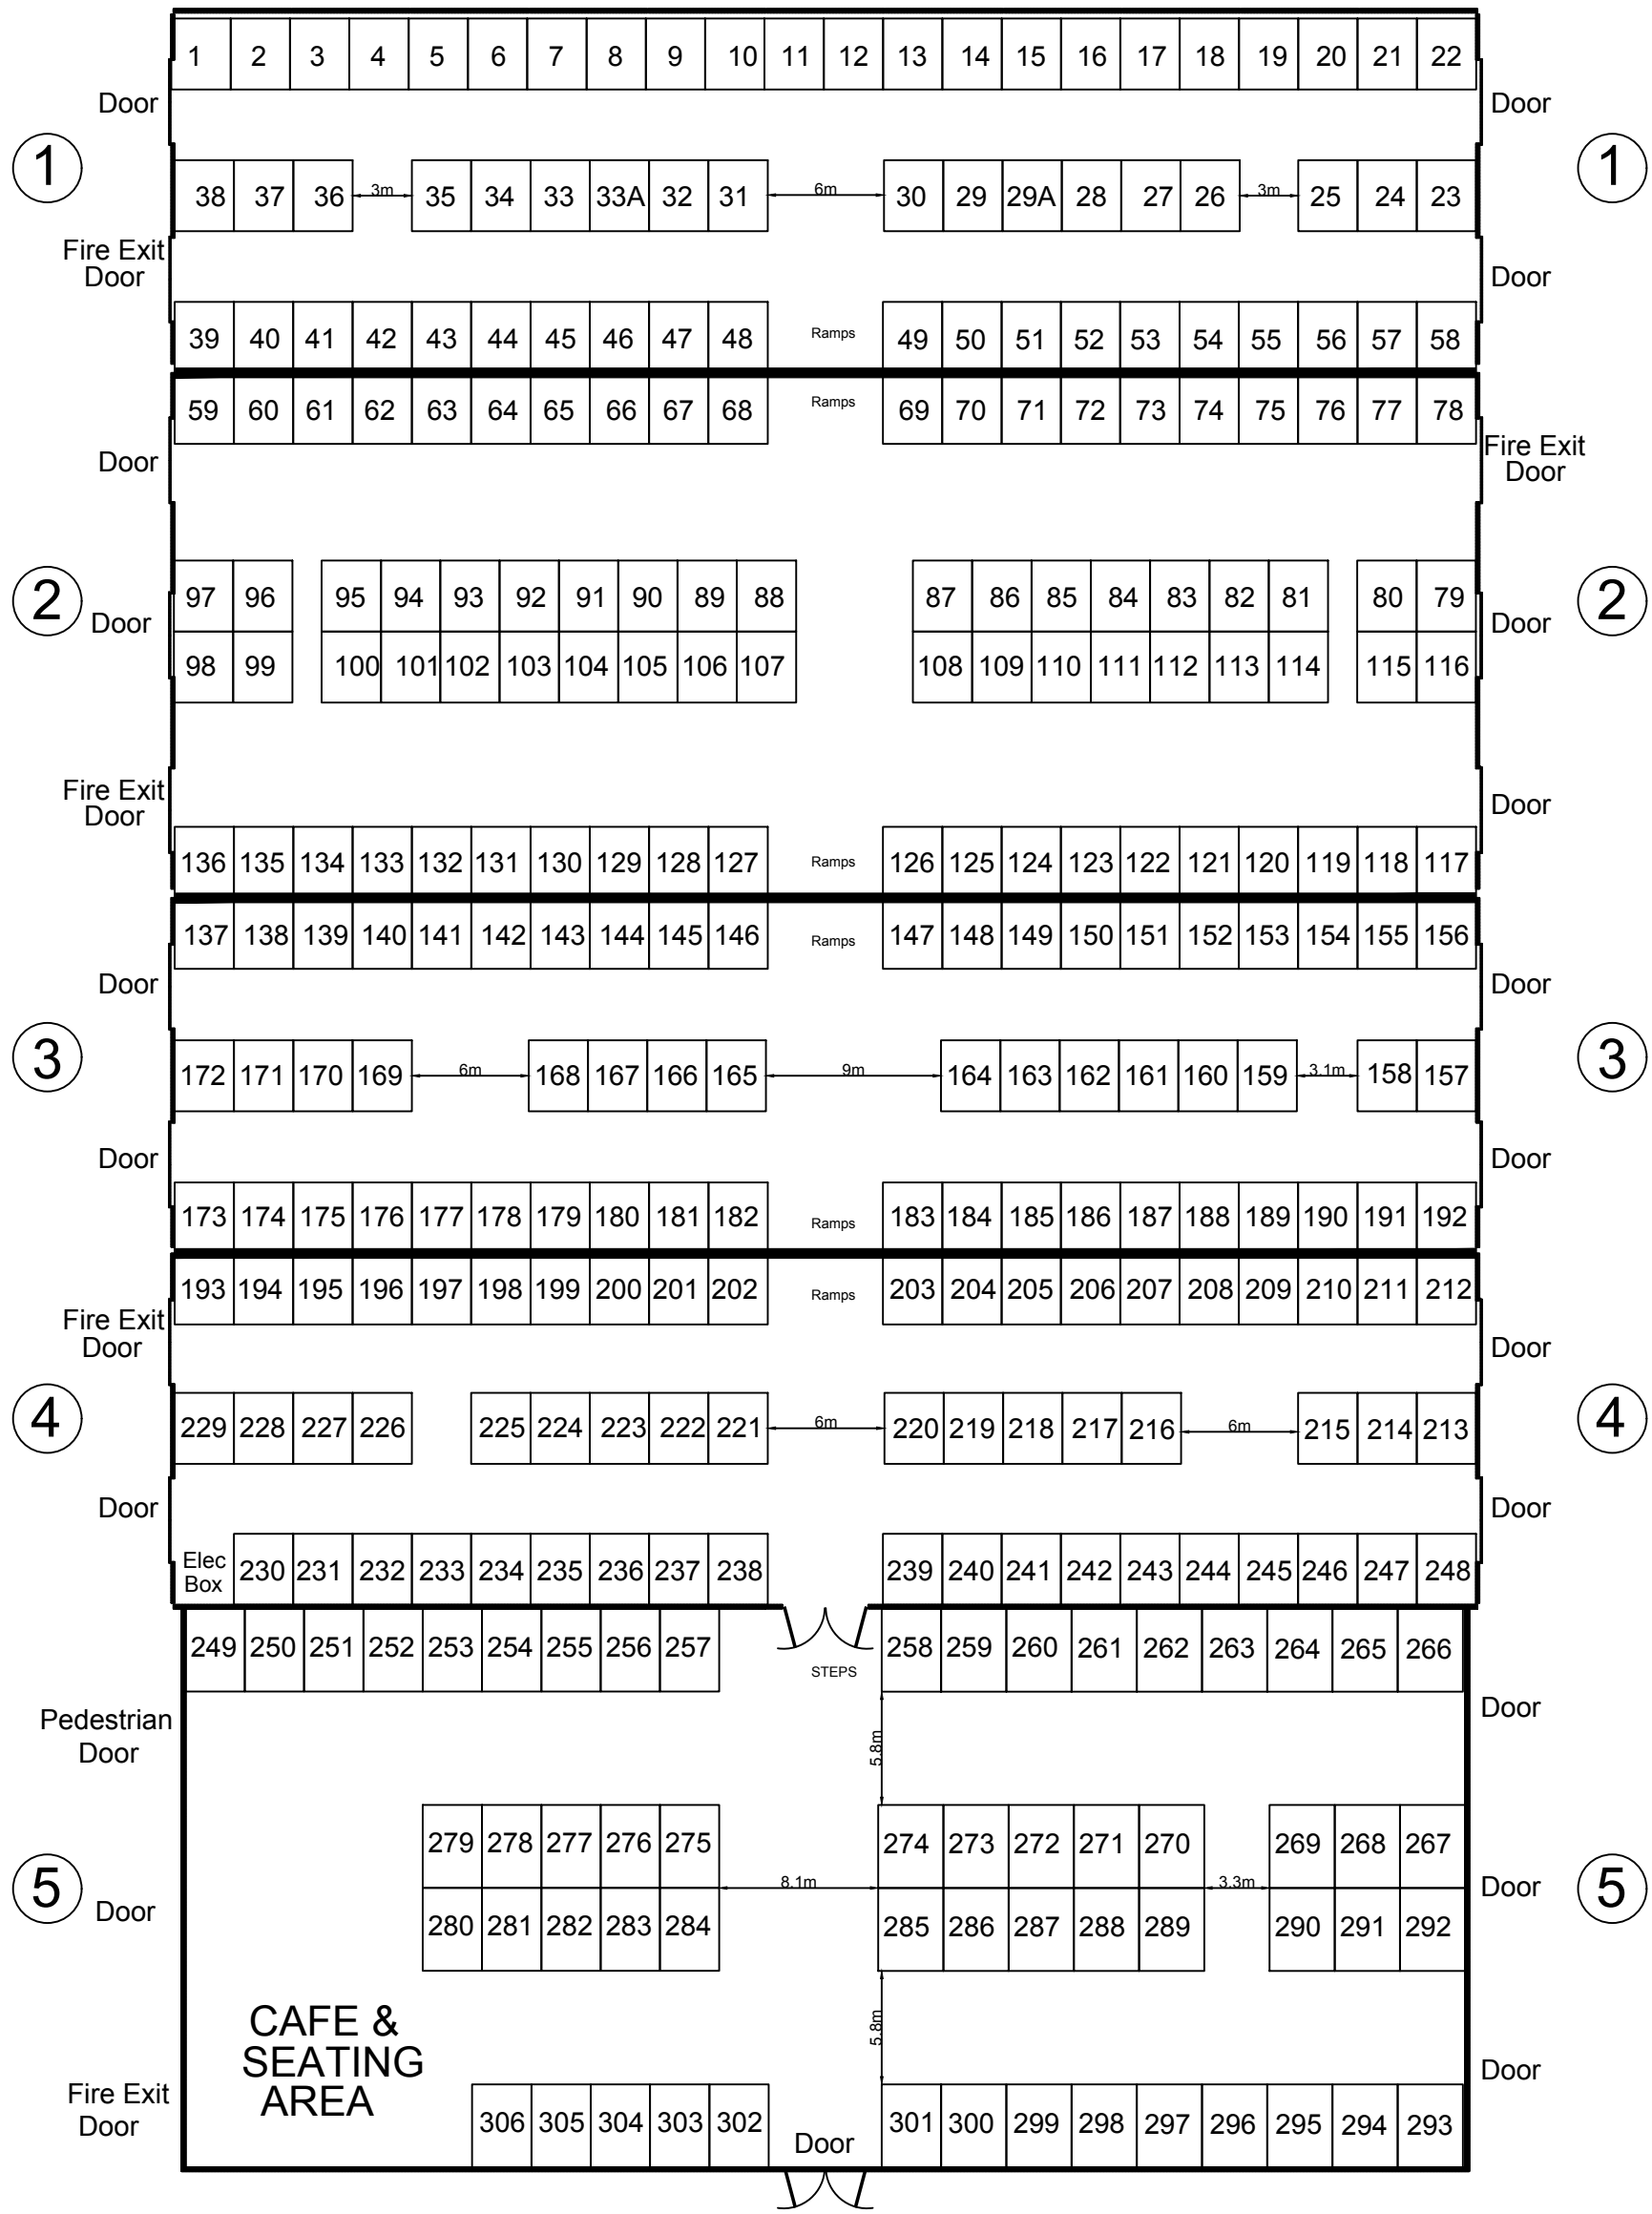 1 2 3 4 5 6 7 8 9 10 11 12 13 14 15 16 17 18 19 20 21 22
Door Door
1 1
38 37 36 3m 35 34 33 33A 32 31 6m 30 29 29A 28 27 26 3m 25 24 23
Fire Exit
Door Door
39 40 41 42 43 44 45 46 47 48 Ramps 49 50 51 52 53 54 55 56 57 58
59 60 61 62 63 64 65 66 67 68 Ramps 69 70 71 72 73 74 75 76 77 78
Door Fire Exit
Door
2 97 96 95 94 93 92 91 90 89 88 87 86 85 84 83 82 81 80 79 2
Door Door
98 99 100 101 102 103 104 105 106 107 108 109 110 111 112 113 114 115 116
Fire Exit
Door Door
136 135 134 133 132 131 130 129 128 127 Ramps 126 125 124 123 122 121 120 119 118 117
137 138 139 140 141 142 143 144 145 146 Ramps 147 148 149 150 151 152 153 154 155 156
Door Door
3 3
172 171 170 169 6m 168 167 166 165 9m 164 163 162 161 160 159 3.1m 158 157
Door Door
173 174 175 176 177 178 179 180 181 182 Ramps 183 184 185 186 187 188 189 190 191 192
193 194 195 196 197 198 199 200 201 202 Ramps 203 204 205 206 207 208 209 210 211 212
Fire Exit
Door Door
4 4
229 228 227 226 225 224 223 222 221 6m 220 219 218 217 216 6m 215 214 213
Door Door
Elec
Box 230 231 232 233 234 235 236 237 238 239 240 241 242 243 244 245 246 247 248
249 250 251 252 253 254 255 256 257 258 259 260 261 262 263 264 265 266
STEPS
Pedestrian
Door Door
5.8m
279 278 277 276 275 274 273 272 271 270 269 268 267
5 8.1m 3.3m Door 5
Door
280 281 282 283 284 285 286 287 288 289 290 291 292
CAFE &
SEATING
AREA
5.8m
Door
Fire Exit
Door
306 305 304 303 302 301 300 299 298 297 296 295 294 293
Door